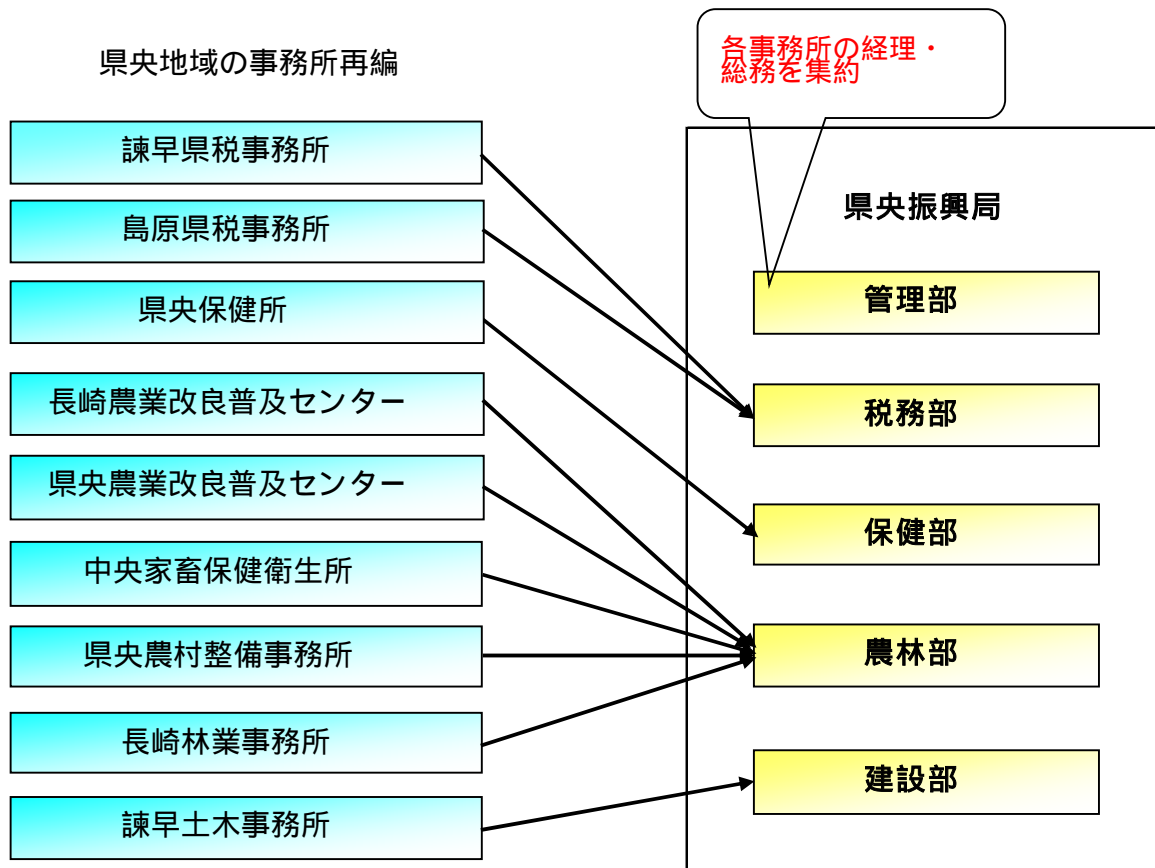 県央地域の事務所再編
各事務所の経理・
総務を集約
諫早県税事務所
島原県税事務所
県央保健所
長崎農業改良普及センター
県央農業改良普及センター
中央家畜保健衛生所
県央農村整備事務所
長崎林業事務所
諫早土木事務所
県央振興局
管理部
税務部
保健部
農林部
建設部